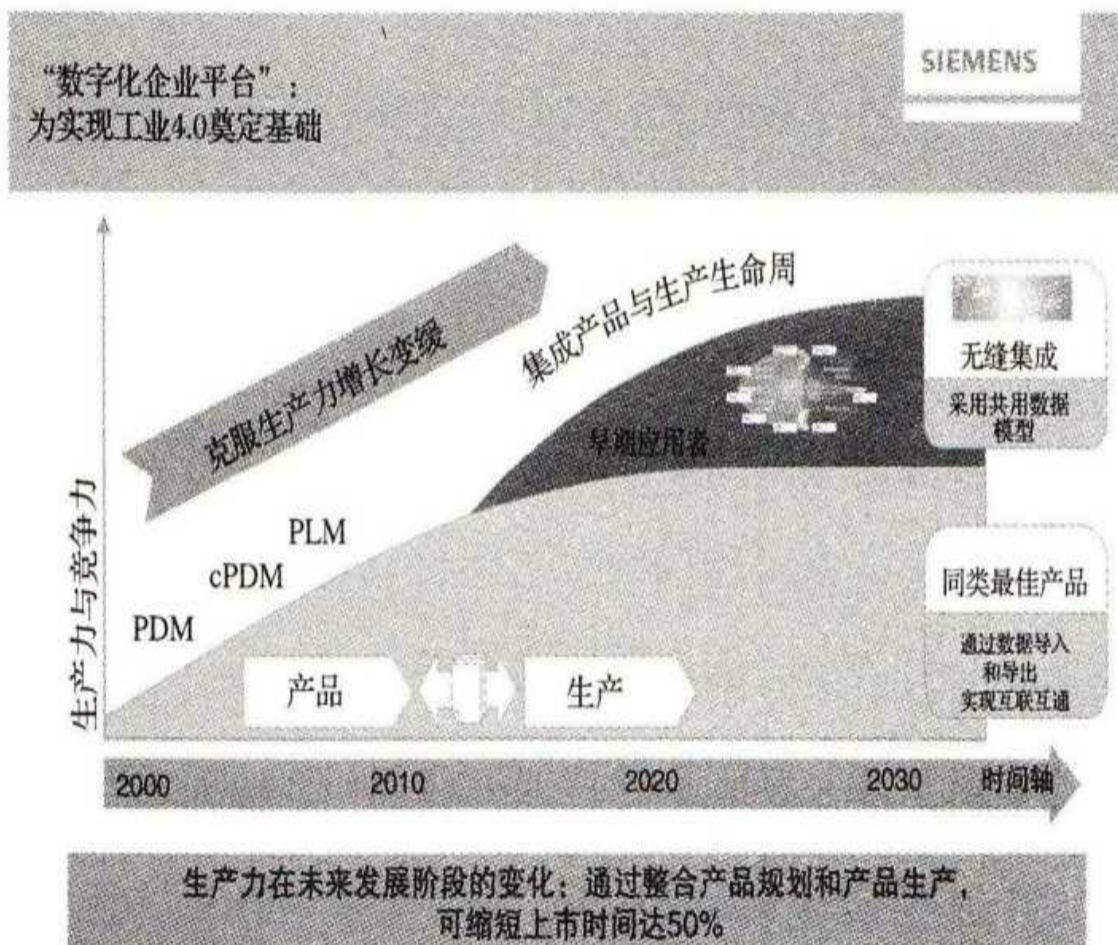 “数字化企业平台”:
为实现工业4.0奠定基础
SIEMENS
生产力与竞争力
克服生产力增长变缓
集成产品与生产生命周
早期应用者
PLM
cPDM
PDM
产品
生产
无缝集成
采用共用数据
模型
同类最佳产品
通过数据导入
和导出
实现互联互通
2000
2010
2020
2030
时间轴
生产力在未来发展阶段的变化:通过整合产品规划和产品生产,
可缩短上市时间达50%